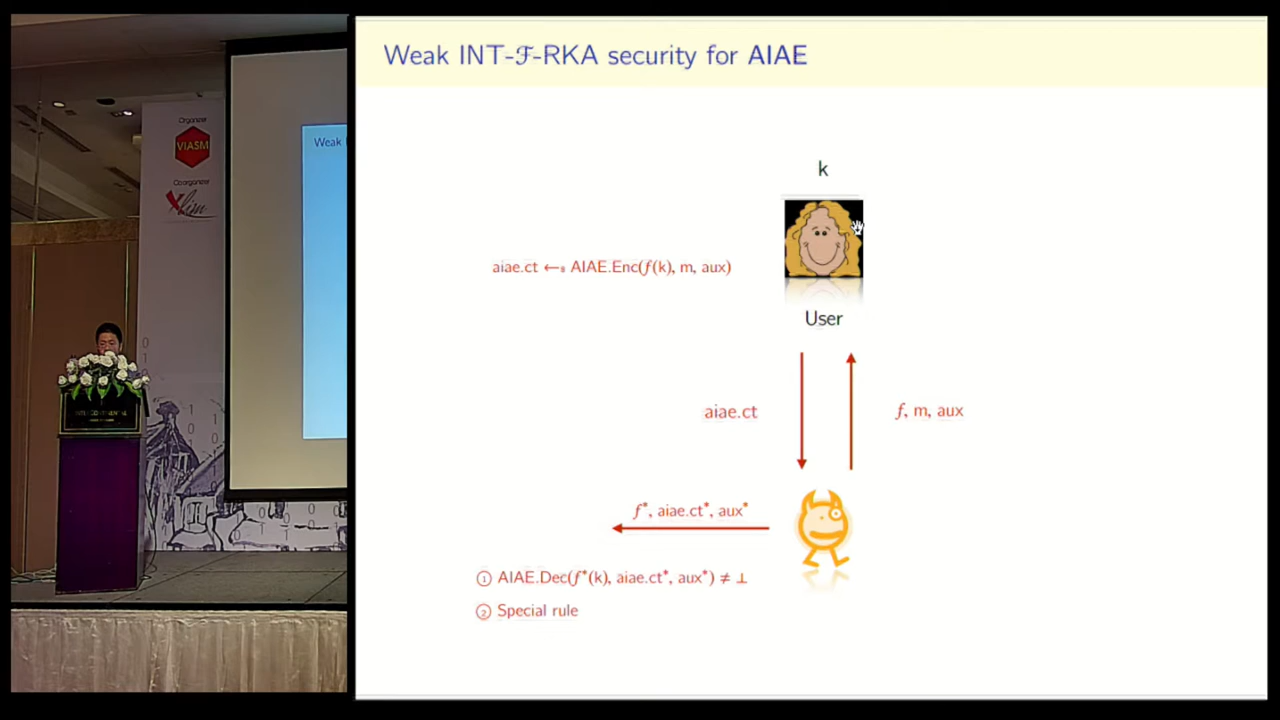 Weak INT-ℱ-RKA security for AIAE
k
aiae.ct ←$ AIAE.Enc(f(k), m, aux)
User
aiae.ct
f, m, aux
f*, aiae.ct*, aux*
① AIAE.Dec(f*(k), aiae.ct*, aux*) ≠ ⊥
② Special rule
Organizer
VIASM
Co-organizer
Xlim
Weak